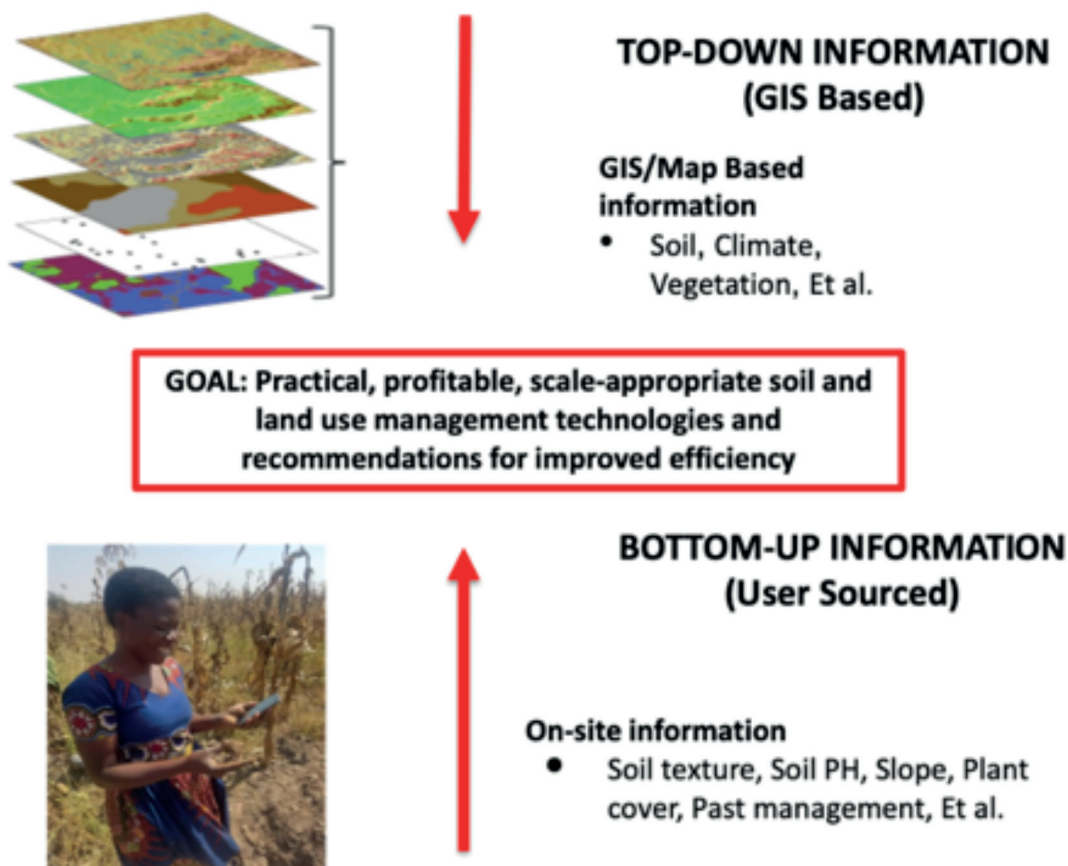 TOP-DOWN INFORMATION
(GIS Based)
GIS/Map Based
information
• Soil, Climate,
Vegetation, Et al.
GOAL: Practical, profitable, scale-appropriate soil and
land use management technologies and
recommendations for improved efficiency
BOTTOM-UP INFORMATION
(User Sourced)
On-site information
• Soil texture, Soil PH, Slope, Plant
cover, Past management, Et al.